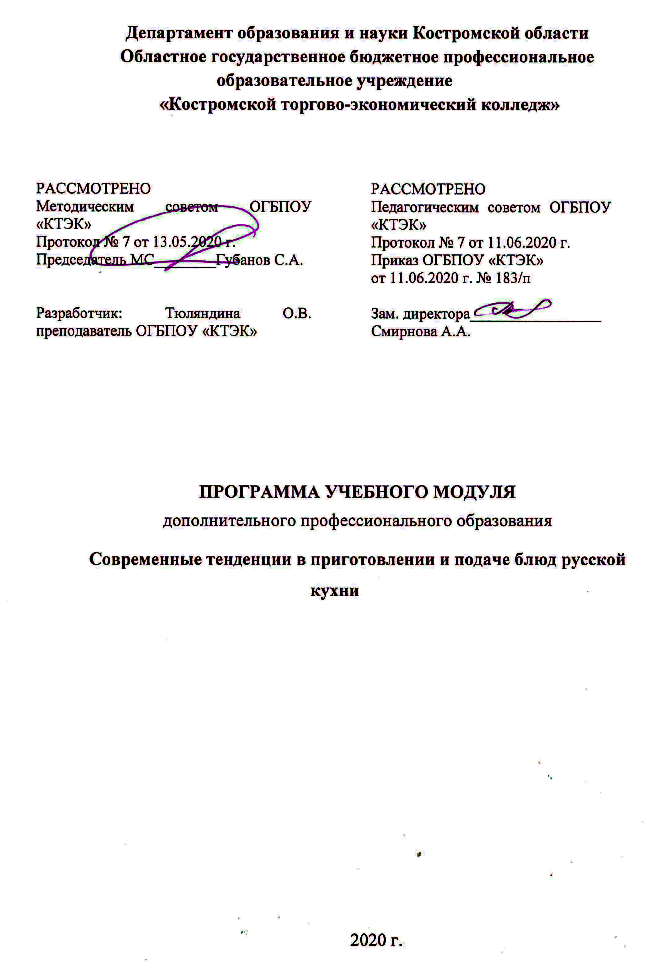 Департамент образования и науки Костромской области
Областное государственное бюджетное профессиональное
образовательное учреждение
«Костромской торгово-экономический колледж»
РАССМОТРЕНО
Методическим советом ОГБПОУ
«КТЭК»
Протокол № 7 от 13.05.2020 г.
Председатель МС________Губанов С.А.
Разработчик: Тюляндина О.В.
преподаватель ОГБПОУ «КТЭК»
РАССМОТРЕНО
Педагогическим советом ОГБПОУ
«КТЭК»
Протокол № 7 от 11.06.2020 г.
Приказ ОГБПОУ «КТЭК»
от 11.06.2020 г. № 183/п
Зам. директора_________________
Смирнова А.А.
ПРОГРАММА УЧЕБНОГО МОДУЛЯ
дополнительного профессионального образования
Современные тенденции в приготовлении и подаче блюд русской
кухни
2020 г.